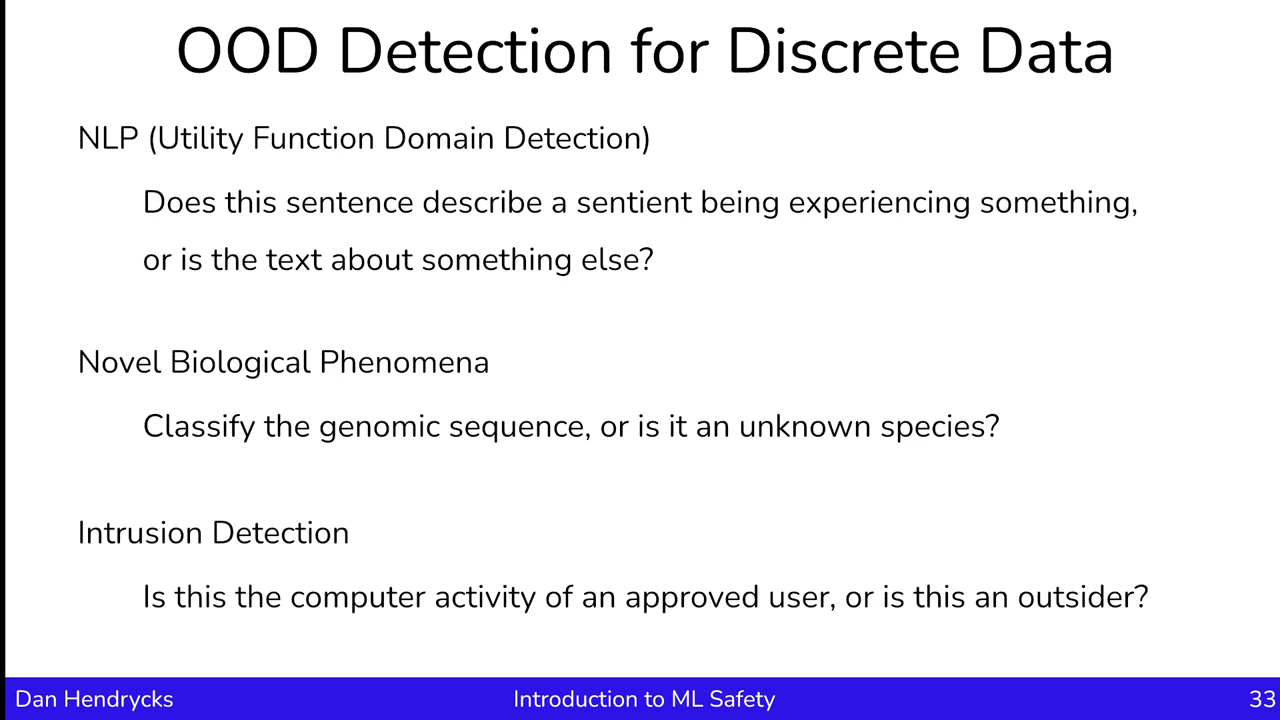 OOD Detection for Discrete Data
NLP (Utility Function Domain Detection)
Does this sentence describe a sentient being experiencing something,
or is the text about something else?
Novel Biological Phenomena
Classify the genomic sequence, or is it an unknown species?
Intrusion Detection
Is this the computer activity of an approved user, or is this an outsider?
Dan Hendrycks
Introduction to ML Safety
33